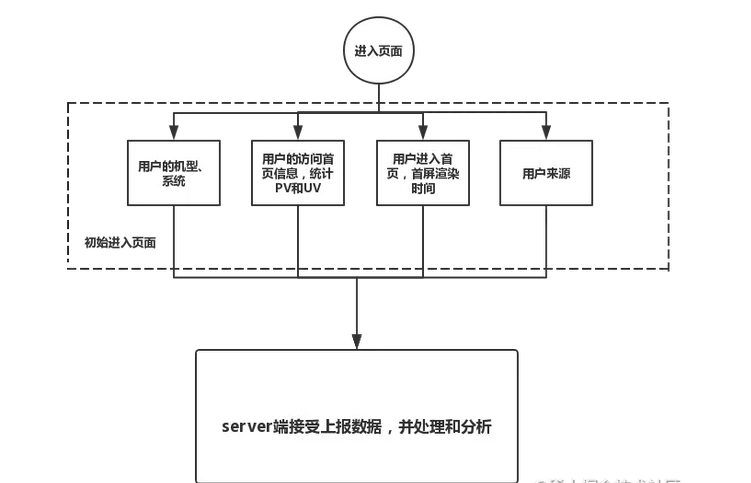 进入页面
用户的机型、
系统
用户的访问首
页信息，统计
PV和UV
用户进入首
页，首屏渲染
时间
用户来源
初始进入页面
server端接受上报数据，并处理和分析